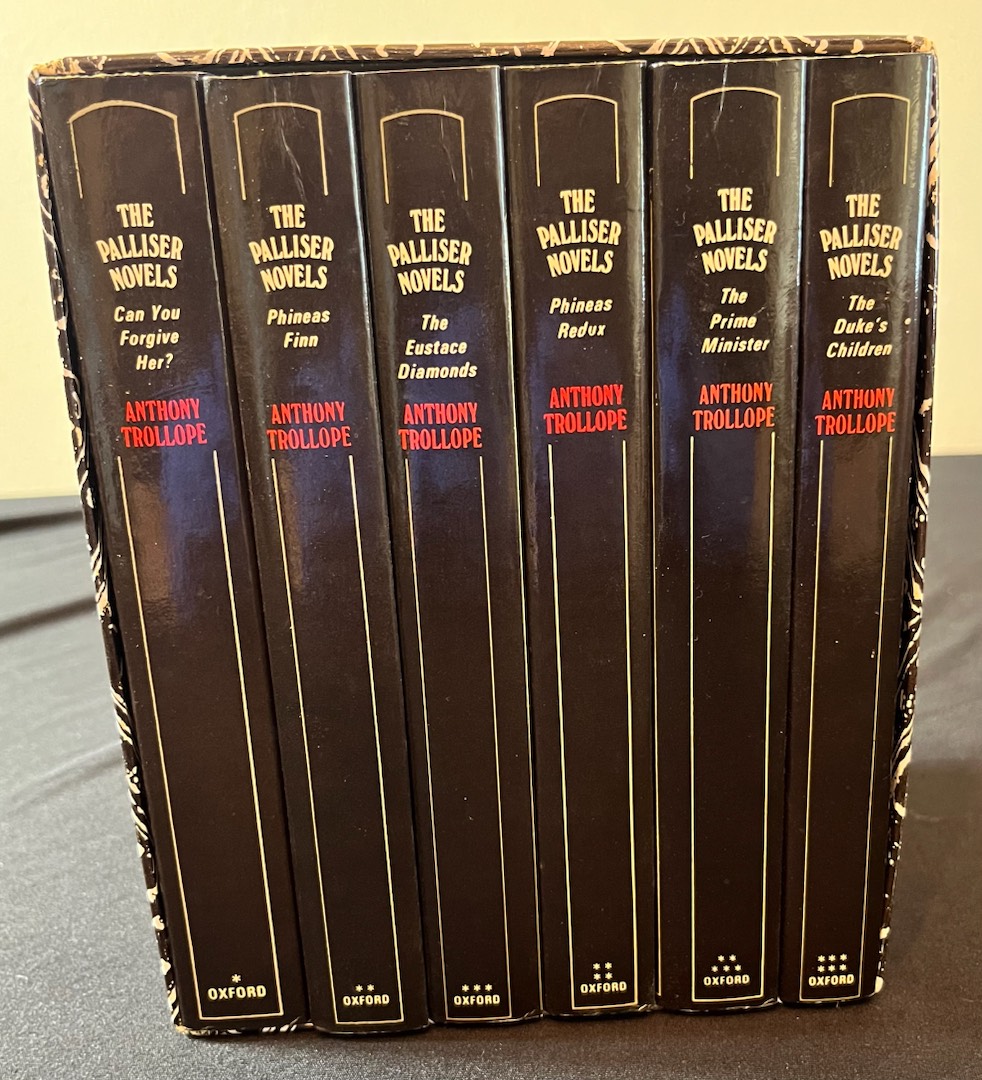 THE
PALLISER
NOVELS
Can You
Forgive
Her?
ANTHONY
TROLLOPE
*
OXFORD
THE
PALLISER
NOVELS
Phineas
Finn
ANTHONY
TROLLOPE
**
OXFORD
THE
PALLISER
NOVELS
The
Eustace
Diamonds
ANTHONY
TROLLOPE
***
OXFORD
THE
PALLISER
NOVELS
Phineas
Redux
ANTHONY
TROLLOPE
**
**
OXFORD
THE
PALLISER
NOVELS
The
Prime
Minister
ANTHONY
TROLLOPE
**
***
OXFORD
THE
PALLISER
NOVELS
The
Duke's
Children
ANTHONY
TROLLOPE
***
***
OXFORD